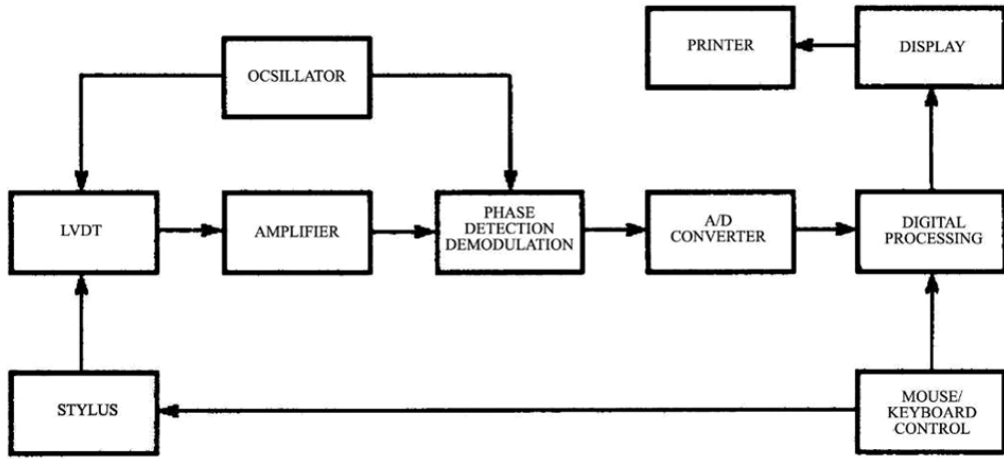 PRINTER
DISPLAY
OCSILLATOR
LVDT
AMPLIFIER
PHASE
DETECTION
DEMODULATION
A/D
CONVERTER
DIGITAL
PROCESSING
STYLUS
MOUSE/
KEYBOARD
CONTROL